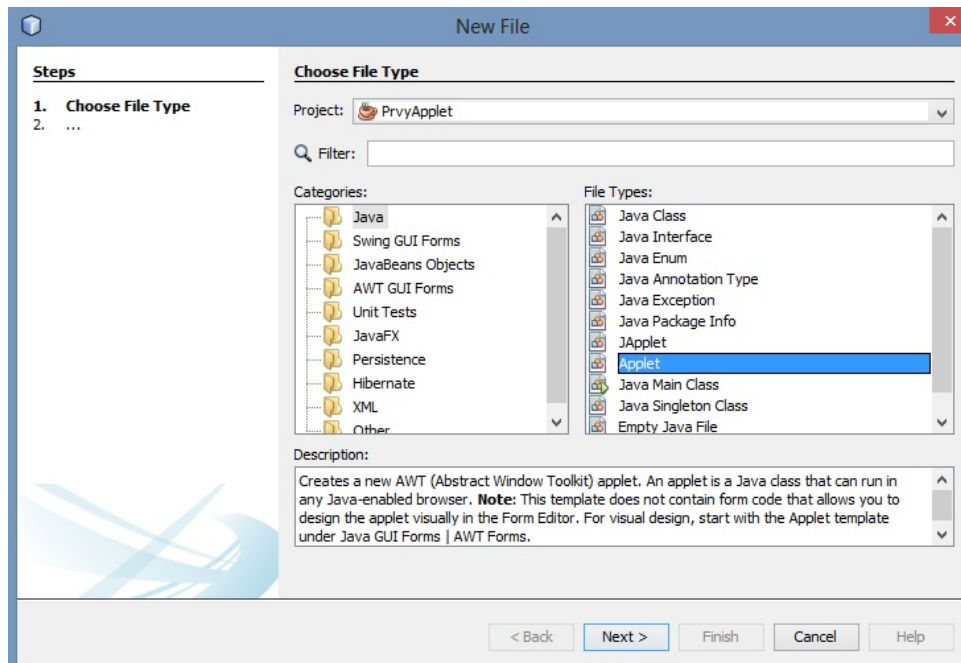 New File
Steps
1. Choose File Type
2. ...
Choose File Type
Project: PrvyApplet
Filter:
Categories:
Java
Swing GUI Forms
JavaBeans Objects
AWT GUI Forms
Unit Tests
JavaFX
Persistence
Hibernate
XML
Other
File Types:
Java Class
Java Interface
Java Enum
Java Annotation Type
Java Exception
Java Package Info
JApplet
Applet
Java Main Class
Java Singleton Class
Empty Java File
Description:
Creates a new AWT (Abstract Window Toolkit) applet. An applet is a Java class that can run in
any Java-enabled browser. Note: This template does not contain form code that allows you to
design the applet visually in the Form Editor. For visual design, start with the Applet template
under Java GUI Forms | AWT Forms.
< Back
Next >
Finish
Cancel
Help